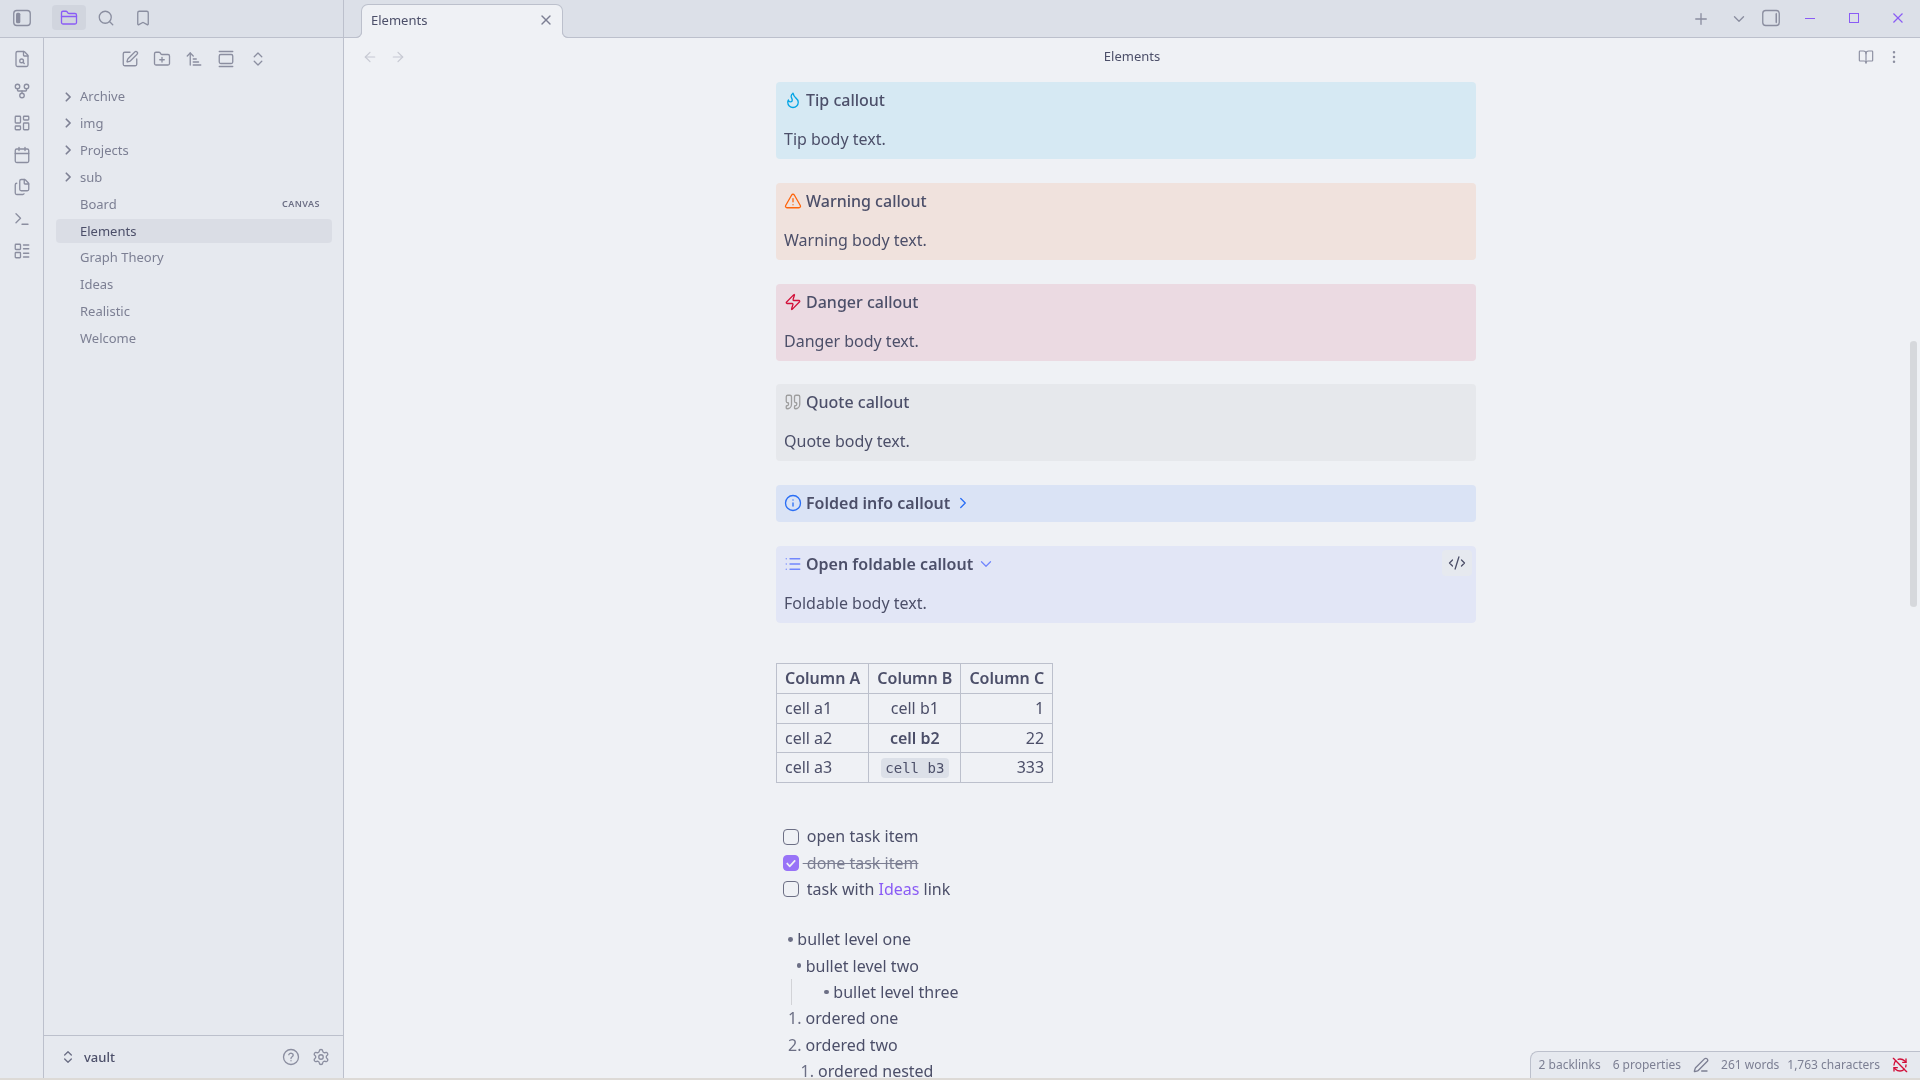 Elements
Archive
img
Projects
sub
Board CANVAS
Elements
Graph Theory
Ideas
Realistic
Welcome
vault
Elements
Tip callout
Tip body text.
Warning callout
Warning body text.
Danger callout
Danger body text.
Quote callout
Quote body text.
Folded info callout
Open foldable callout
Foldable body text.
Column A Column B Column C
cell a1 cell b1 1
cell a2 cell b2 22
cell a3 cell b3 333
open task item
done task item
task with Ideas link
• bullet level one
• bullet level two
• bullet level three
1. ordered one
2. ordered two
1. ordered nested
2 backlinks 6 properties 261 words 1,763 characters